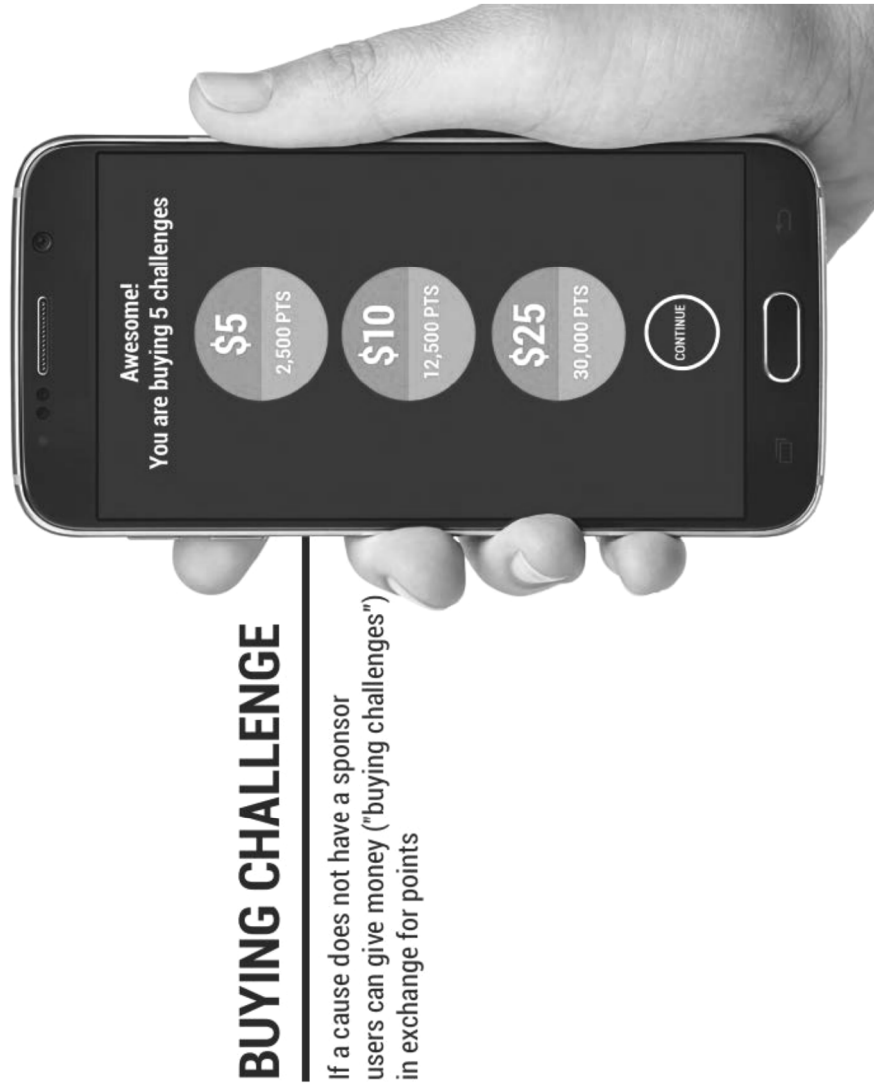 BUYING CHALLENGE
If a cause does not have a sponsor
users can give money ("buying challenges")
in exchange for points
Awesome!
You are buying 5 challenges
$5
2,500 PTS
$10
12,500 PTS
$25
30,000 PTS
CONTINUE